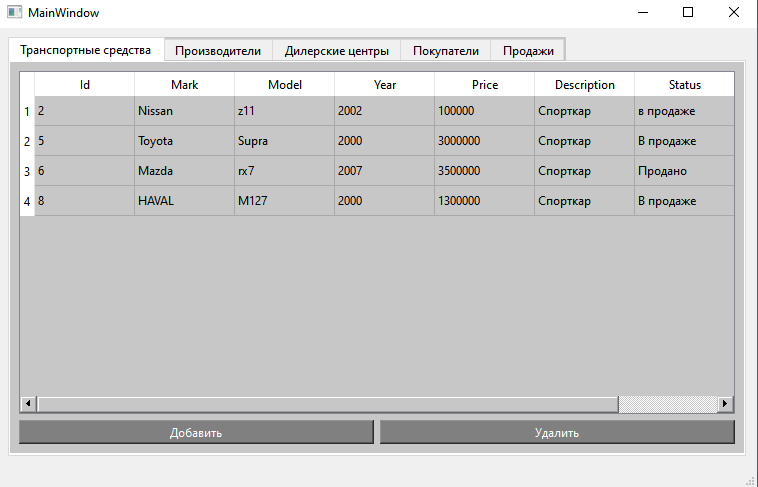 MainWindow
Транспортные средства Производители Дилерские центры Покупатели Продажи
Id Mark Model Year Price Description Status
1 2 Nissan z11 2002 100000 Спорткар в продаже
2 5 Toyota Supra 2000 3000000 Спорткар В продаже
3 6 Mazda rx7 2007 3500000 Спорткар Продано
4 8 HAVAL M127 2000 1300000 Спорткар В продаже
Добавить Удалить